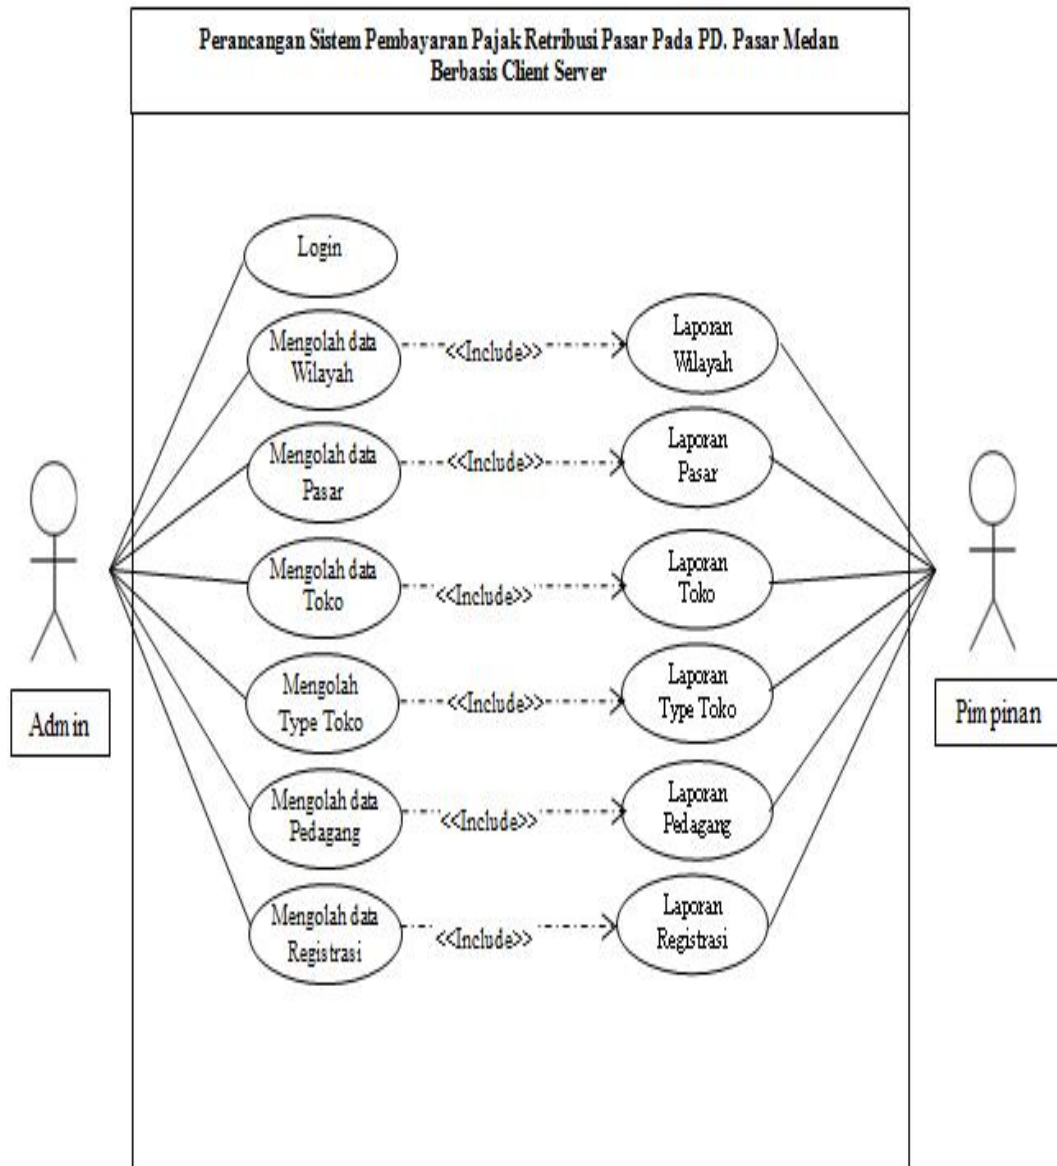 Perancangan Sistem Pembayaran Pajak Retribusi Pasar Pada PD. Pasar Medan
Berbasis Client Server
Login
Mengolah data
Wilayah
<<Include>>
Laporan
Wilayah
Mengolah data
Pasar
<<Include>>
Laporan
Pasar
Mengolah data
Toko
<<Include>>
Laporan
Toko
Mengolah
Type Toko
<<Include>>
Laporan
Type Toko
Mengolah data
Pedagang
<<Include>>
Laporan
Pedagang
Mengolah data
Registrasi
<<Include>>
Laporan
Registrasi
Admin
Pimpinan